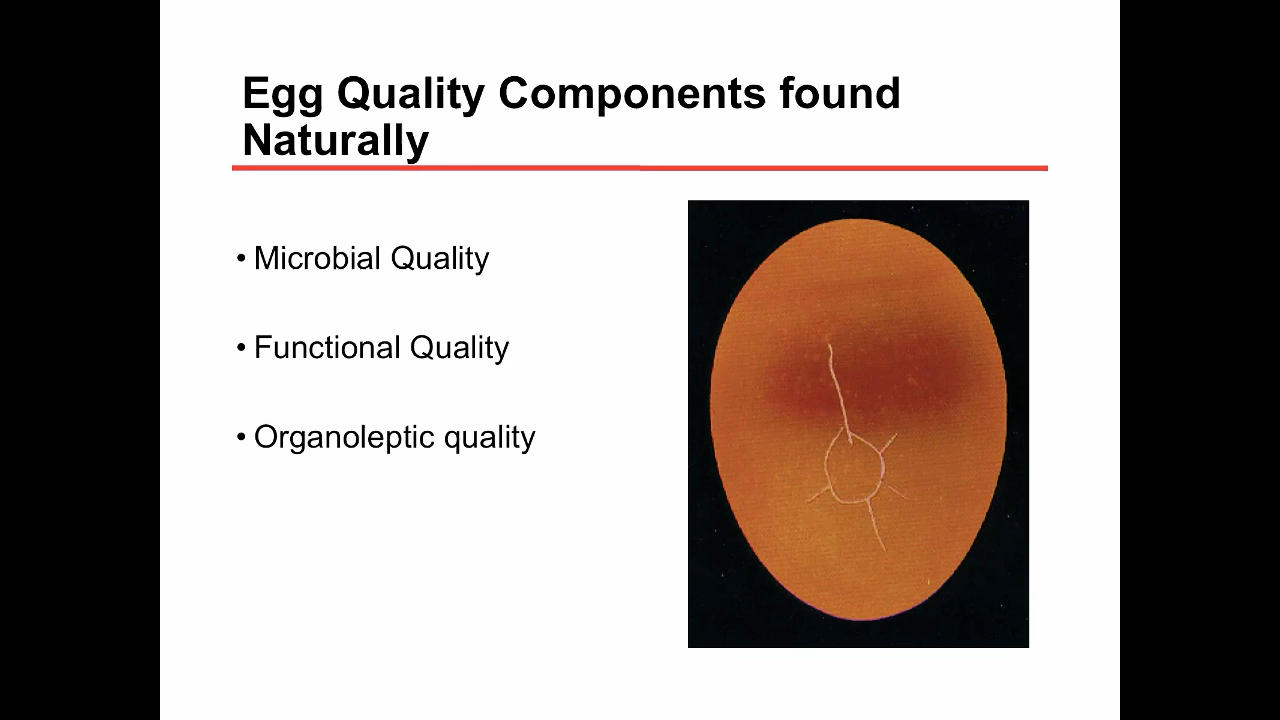 Egg Quality Components found
Naturally
• Microbial Quality
• Functional Quality
• Organoleptic quality